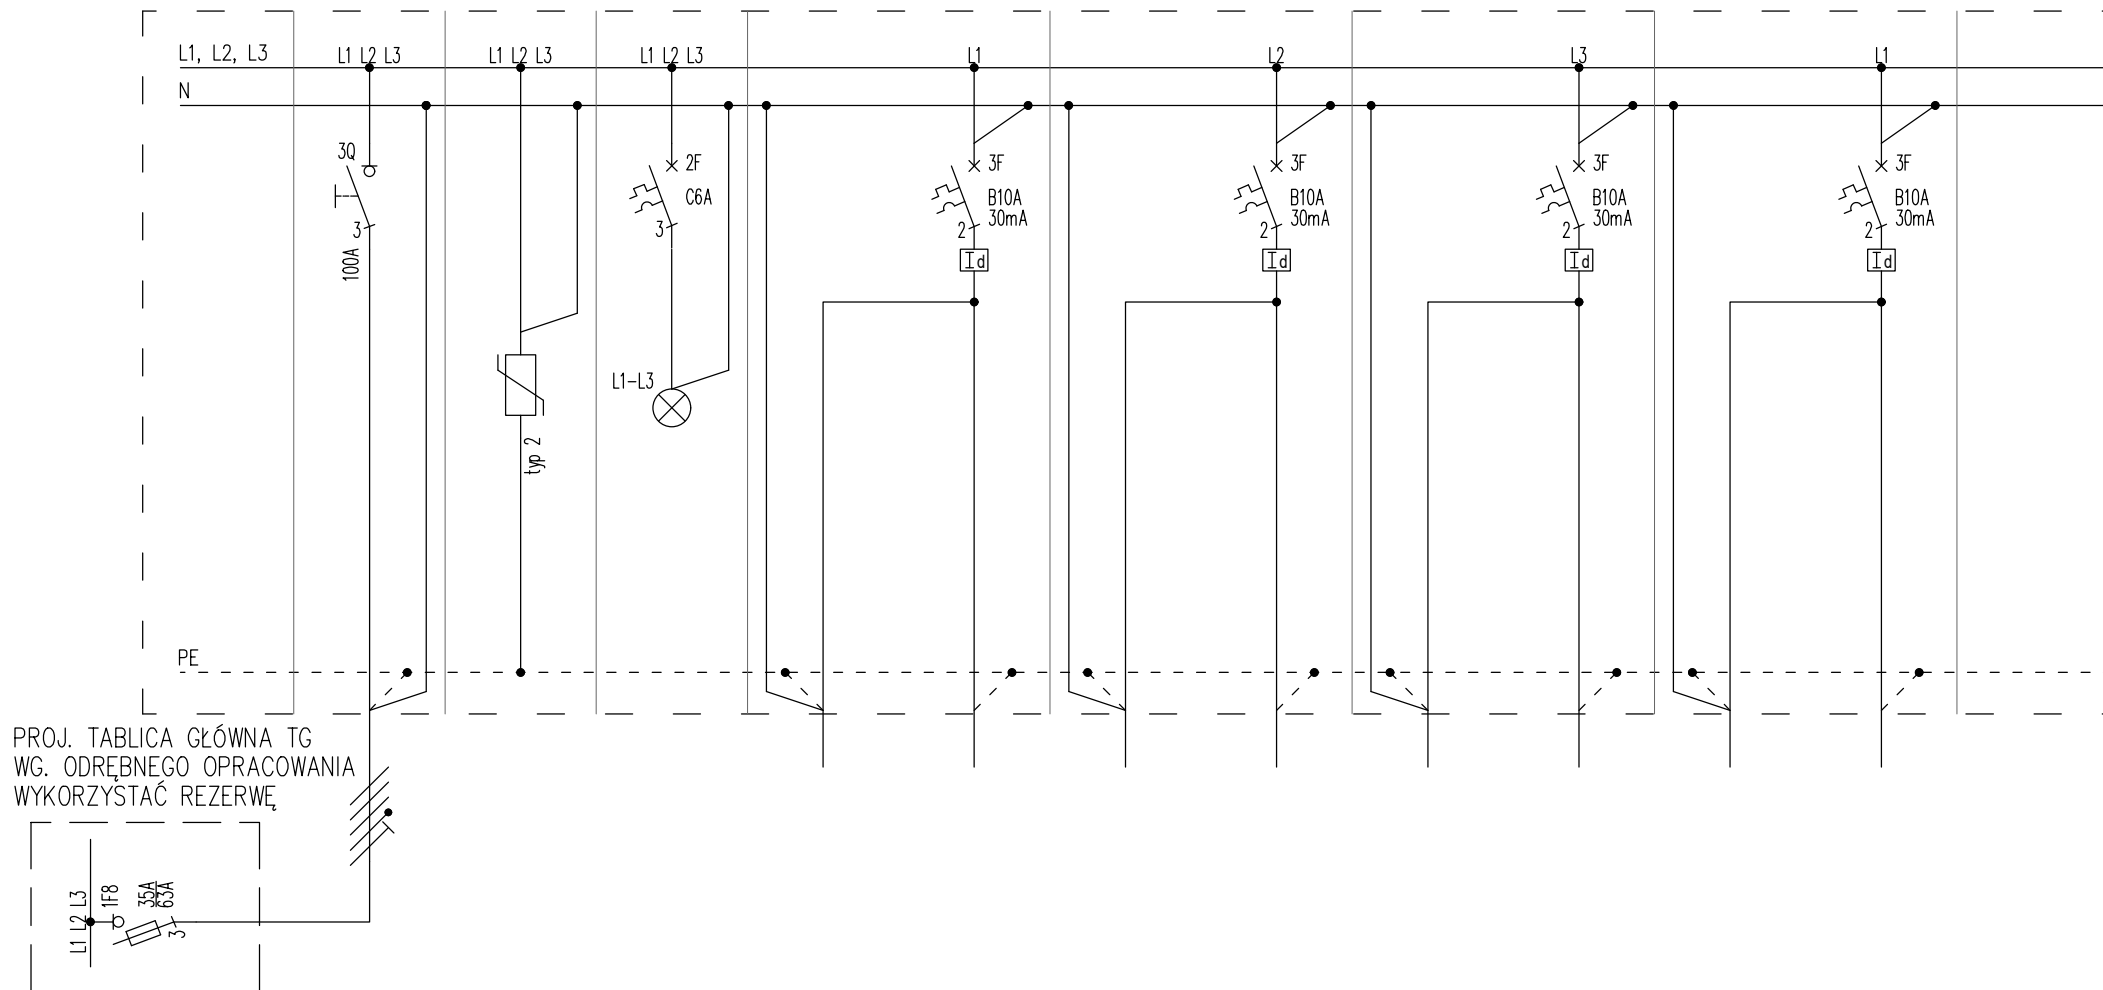 L1, L2, L3
L1 L2 L3
L1 L2 L3
L1 L2 L3
L1
L2
L3
L1
N
3Q
3
100A
typ 2
2F
C6A
3
L1-L3
3F
B10A
30mA
2
Id
3F
B10A
30mA
2
Id
3F
B10A
30mA
2
Id
3F
B10A
30mA
2
Id
PE
PROJ. TABLICA GŁÓWNA TG
WG. ODRĘBNEGO OPRACOWANIA
WYKORZYSTAĆ REZERWĘ
L1 L2 L3
1F8
35A
63A
3